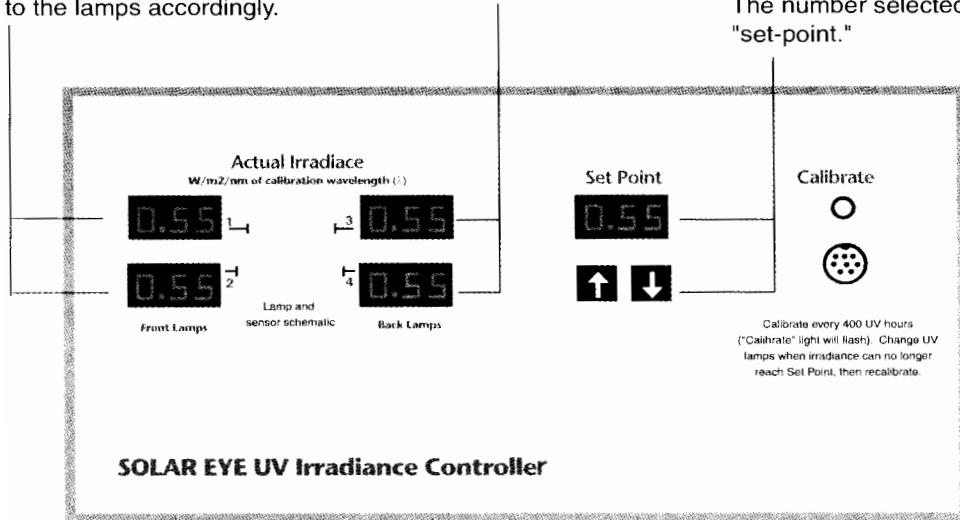 to the lamps accordingly.
The number selected
"set-point."
Actual Irradiace
W/m2/nm of calibration wavelength (λ)
0.55 1 3 0.55
0.55 2 4 0.55
Front Lamps
Lamp and
sensor schematic
Back Lamps
Set Point
0.55
Calibrate
Calibrate every 400 UV hours
("Calibrate" light will flash). Change UV
lamps when irradiance can no longer
reach Set Point, then recalibrate.
SOLAR EYE UV Irradiance Controller